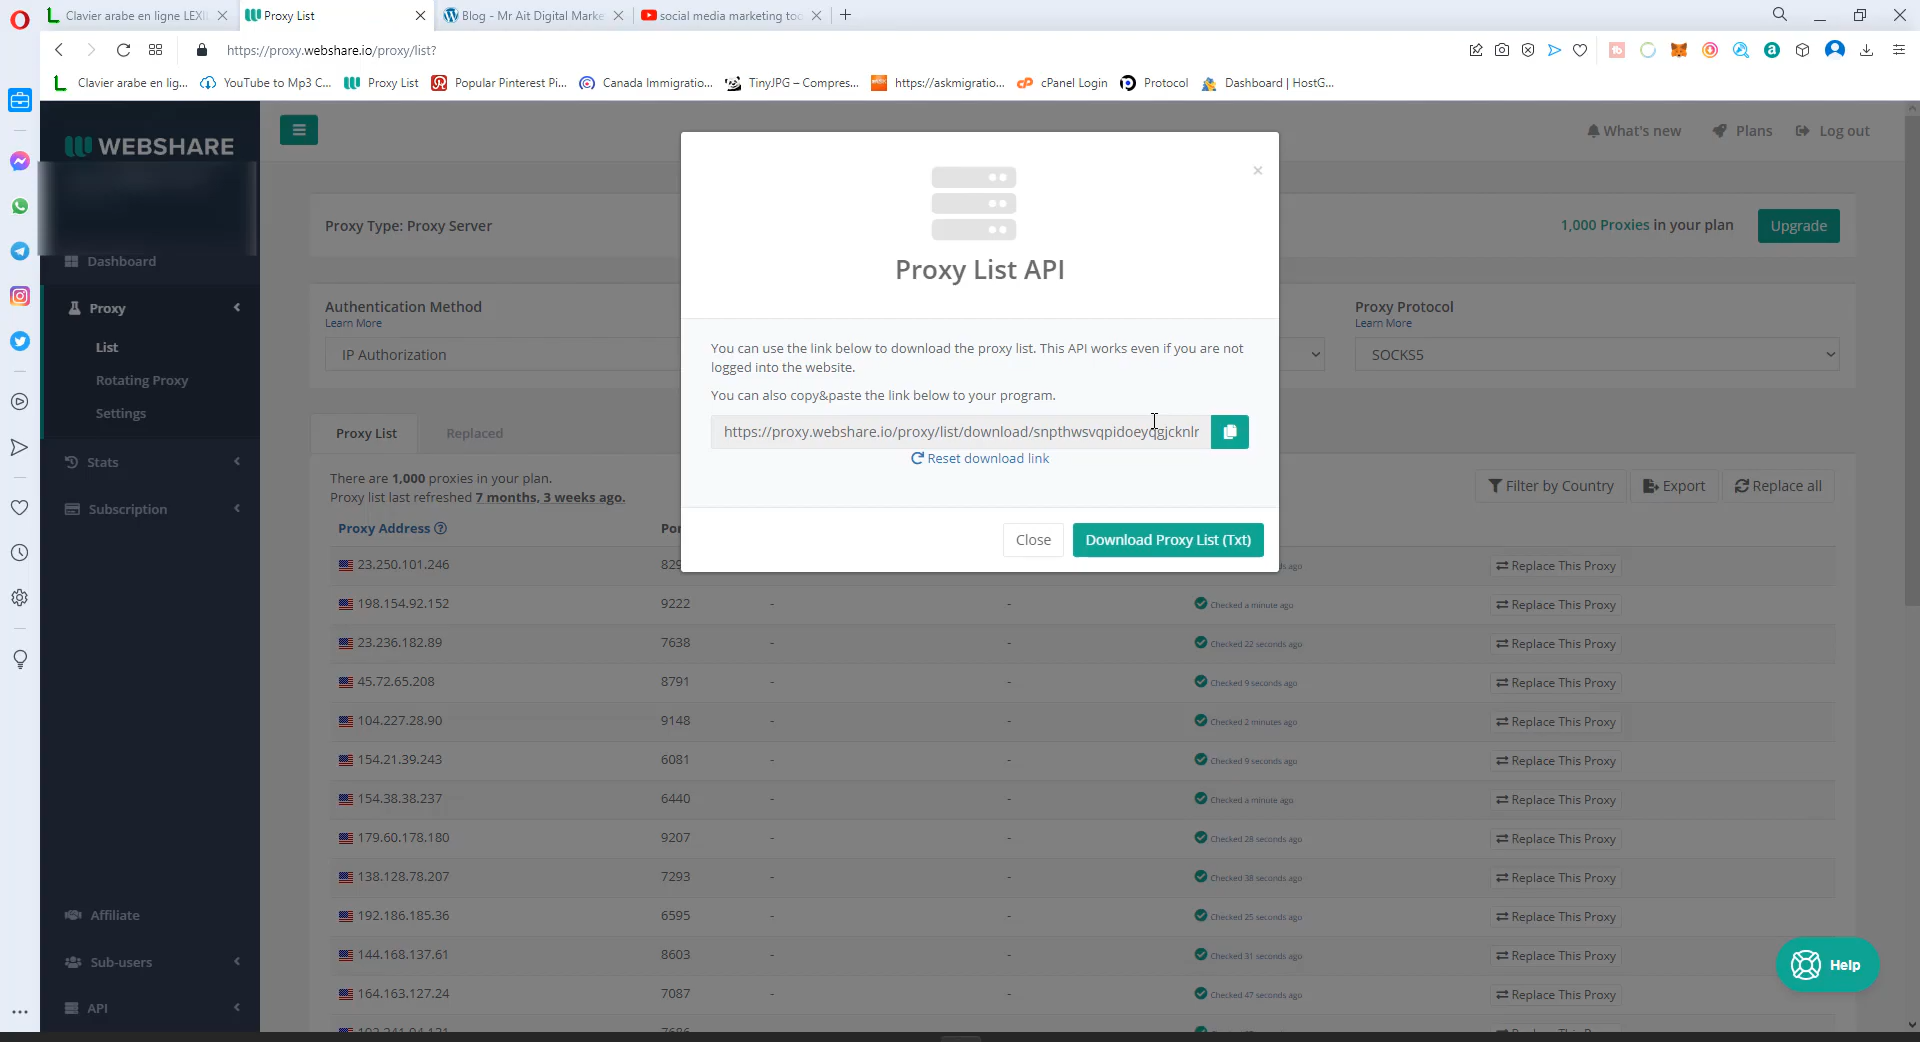 Clavier arabe en ligne LEXI
Proxy List
Blog - Mr Ait Digital Marke
social media marketing too
https://proxy.webshare.io/proxy/list?
Clavier arabe en lig...
YouTube to Mp3 C...
Proxy List
Popular Pinterest Pi...
Canada Immigratio...
TinyJPG – Compres...
https://askmigratio...
cPanel Login
Protocol
Dashboard | HostG...
WEBSHARE
What's new
Plans
Log out
Dashboard
Proxy
List
Rotating Proxy
Settings
Stats
Subscription
Affiliate
Sub-users
API
Proxy Type: Proxy Server
1,000 Proxies in your plan
Upgrade
Authentication Method
Learn More
IP Authorization
Proxy Protocol
Learn More
SOCKS5
Proxy List API
You can use the link below to download the proxy list. This API works even if you are not
logged into the website.
You can also copy&paste the link below to your program.
https://proxy.webshare.io/proxy/list/download/snpthwsvqpidoeyqgjcknlr
Reset download link
Close
Download Proxy List (Txt)
Proxy List
Replaced
There are 1,000 proxies in your plan.
Proxy list last refreshed 7 months, 3 weeks ago.
Filter by Country
Export
Replace all
Proxy Address
23.250.101.246
Replace This Proxy
198.154.92.152 9222 - - Checked a minute ago Replace This Proxy
23.236.182.89 7638 - - Checked 22 seconds ago Replace This Proxy
45.72.65.208 8791 - - Checked 9 seconds ago Replace This Proxy
104.227.28.90 9148 - - Checked 2 minutes ago Replace This Proxy
154.21.39.243 6081 - - Checked 9 seconds ago Replace This Proxy
154.38.38.237 6440 - - Checked a minute ago Replace This Proxy
179.60.178.180 9207 - - Checked 28 seconds ago Replace This Proxy
138.128.78.207 7293 - - Checked 38 seconds ago Replace This Proxy
192.186.185.36 6595 - - Checked 25 seconds ago Replace This Proxy
144.168.137.61 8603 - - Checked 31 seconds ago Replace This Proxy
164.163.127.24 7087 - - Checked 47 seconds ago Replace This Proxy
Help